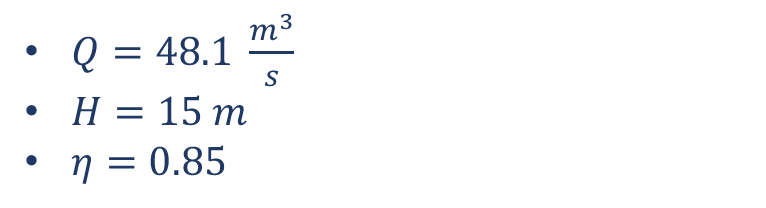 • Q = 48.1 m³/s
• H = 15 m
• η = 0.85